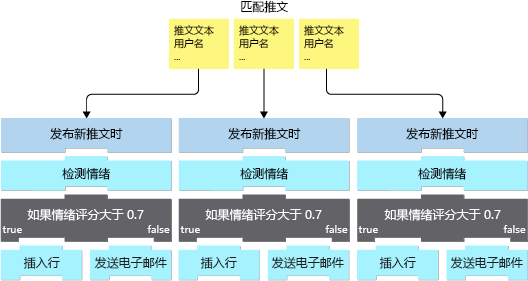 匹配推文
推文文本
用户名
...
推文文本
用户名
...
推文文本
用户名
...
发布新推文时
发布新推文时
发布新推文时
检测情绪
检测情绪
检测情绪
如果情绪评分大于 0.7
true
false
如果情绪评分大于 0.7
true
false
如果情绪评分大于 0.7
true
false
插入行
发送电子邮件
插入行
发送电子邮件
插入行
发送电子邮件